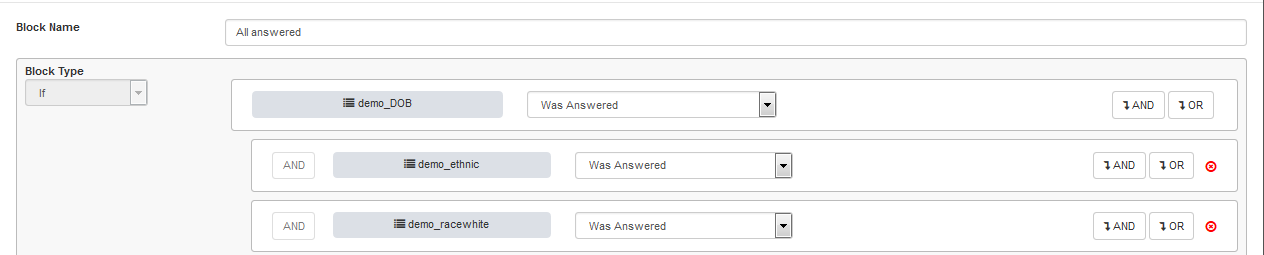 Block Name
All answered
Block Type
If
demo_DOB Was Answered AND OR
AND demo_ethnic Was Answered AND OR
AND demo_racewhite Was Answered AND OR